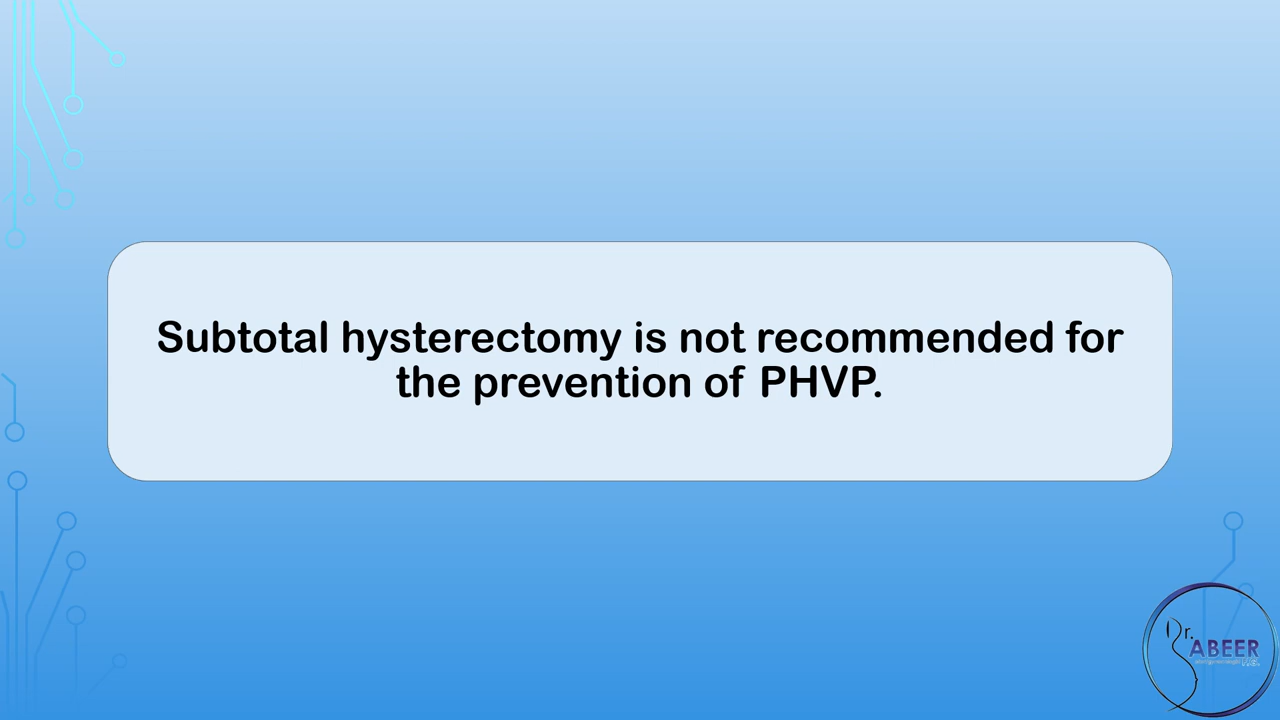 Subtotal hysterectomy is not recommended for
the prevention of PHVP.
Dr.
ABEER